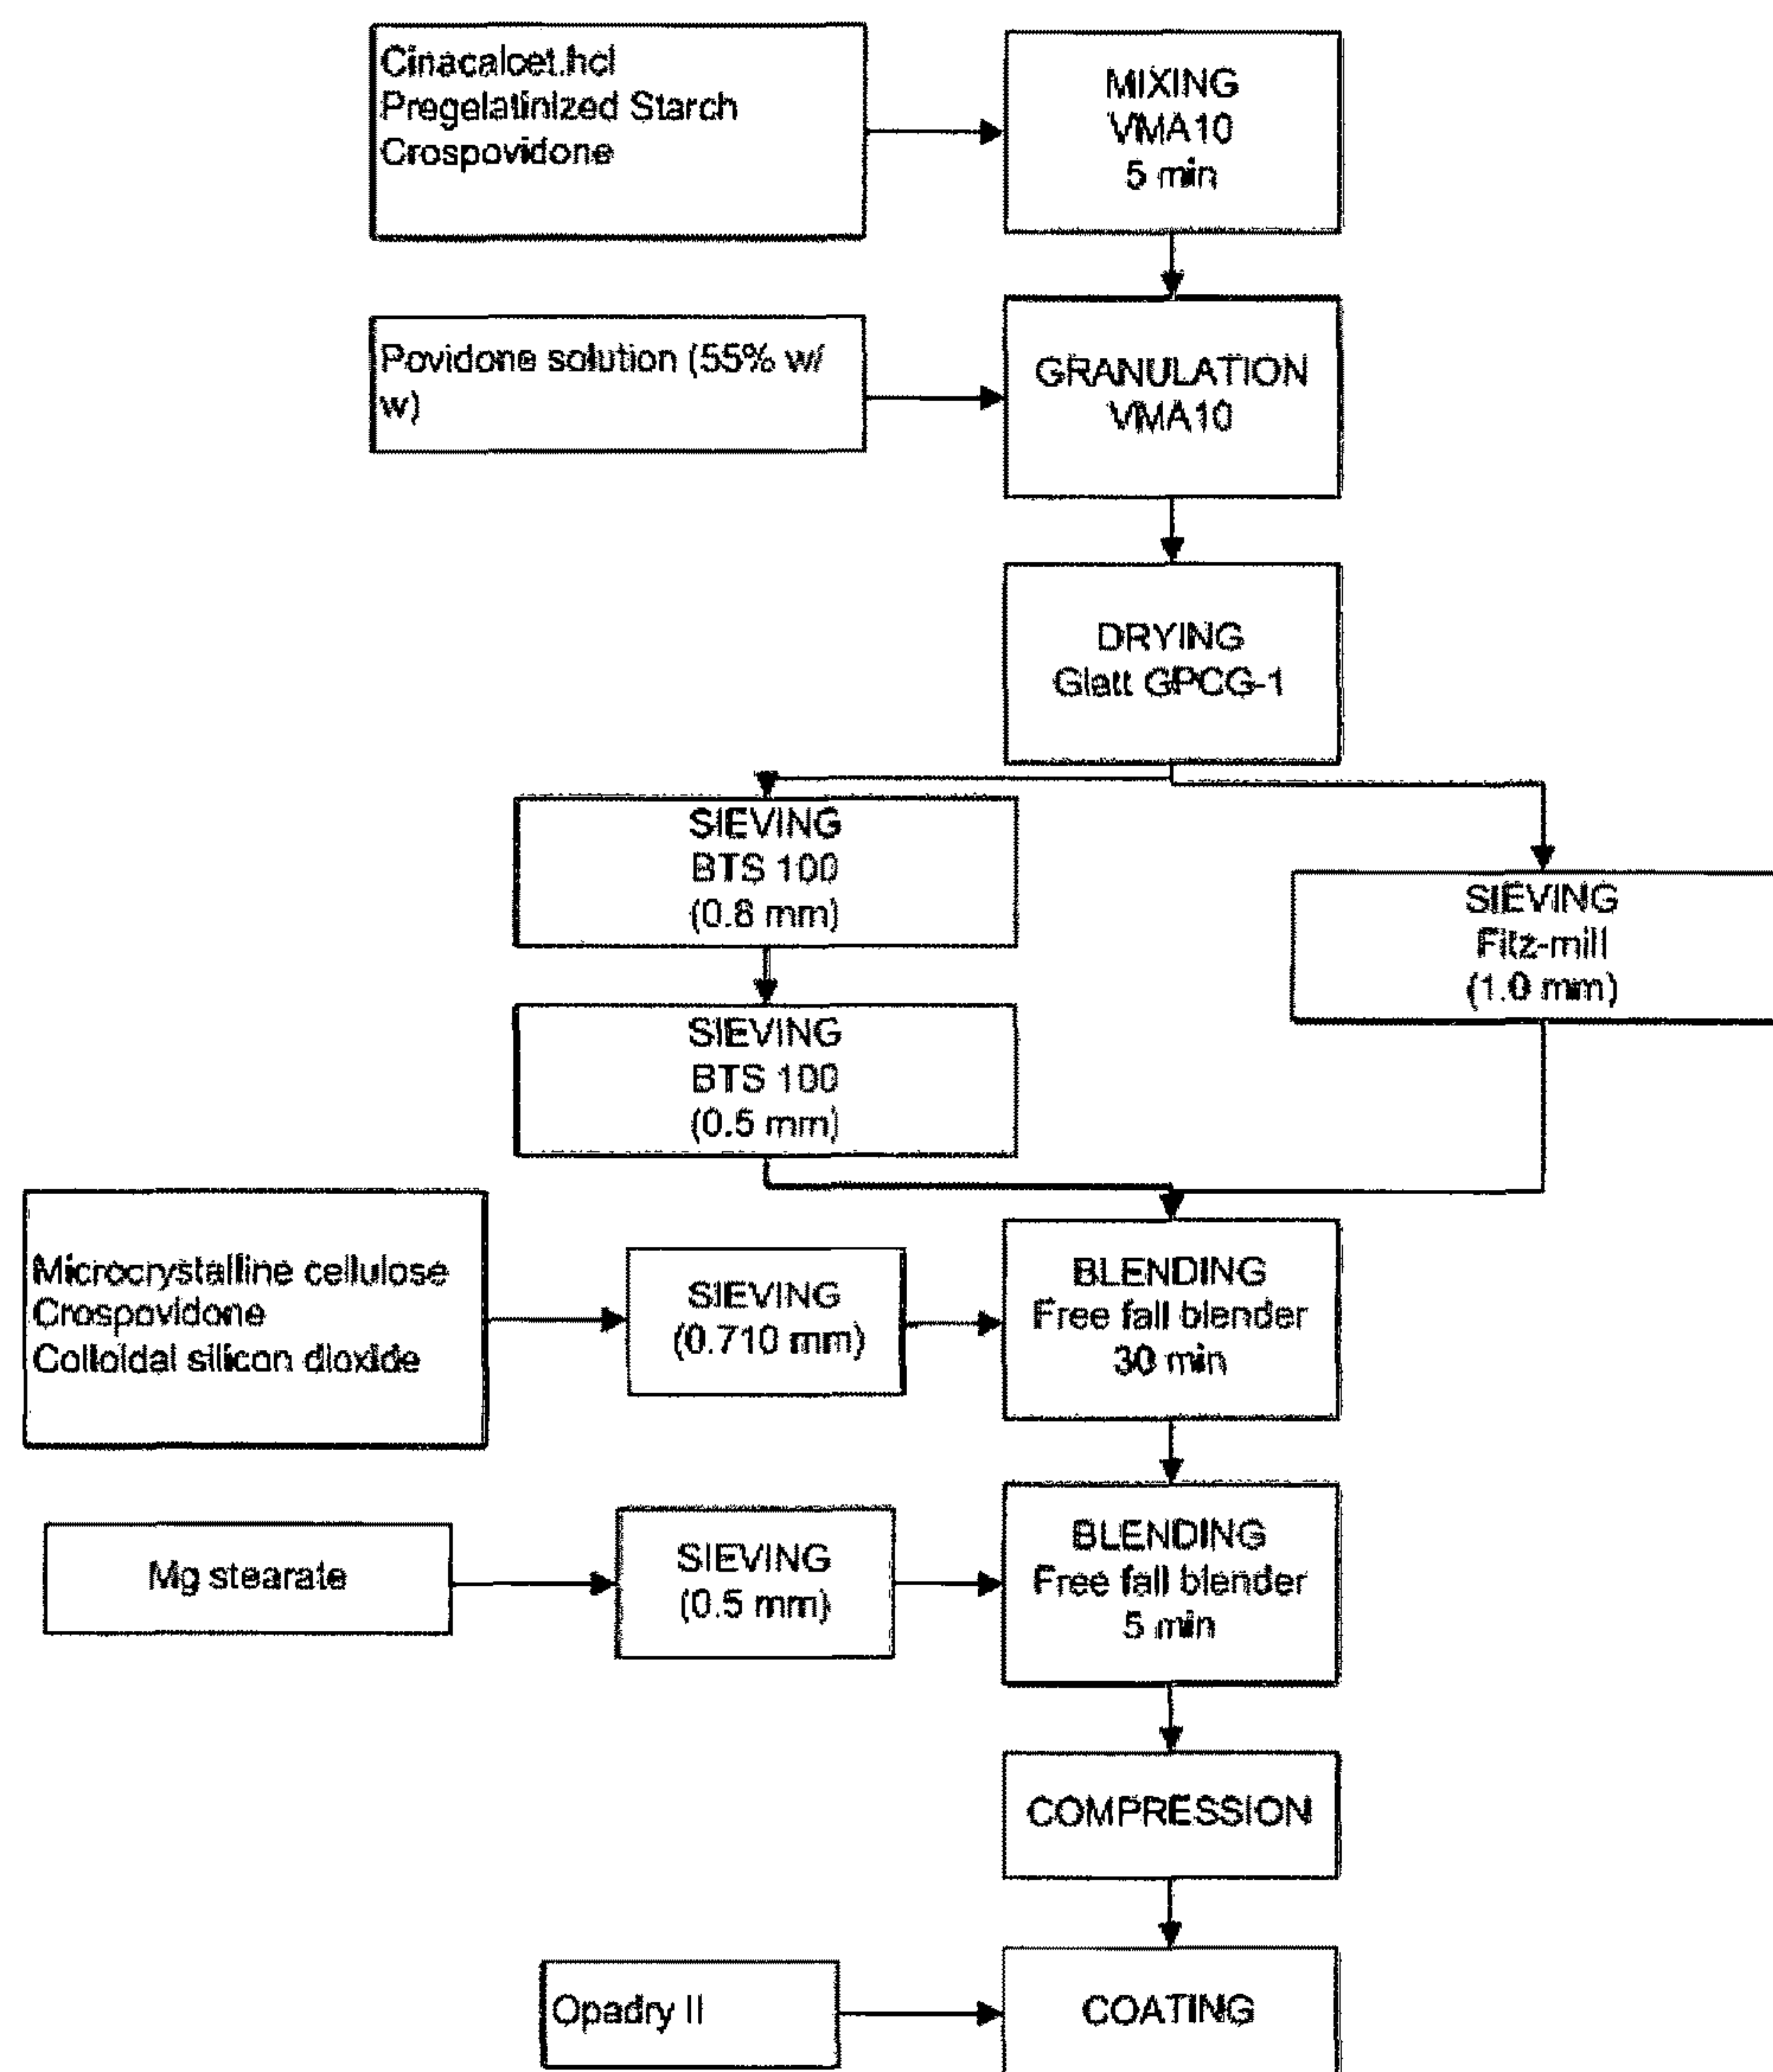 Cinacalcet.hcl
Pregelatinized Starch
Crospovidone
MIXING
VMA10
5 min
Povidone solution (55% w/
w)
GRANULATION
VMA10
DRYING
Glatt GPCG-1
SIEVING
BTS 100
(0.8 mm)
SIEVING
Fitz-mill
(1.0 mm)
SIEVING
BTS 100
(0.5 mm)
Microcrystalline cellulose
Crospovidone
Colloidal silicon dioxide
SIEVING
(0.710 mm)
BLENDING
Free fall blender
30 min
Mg stearate
SIEVING
(0.5 mm)
BLENDING
Free fall blender
5 min
COMPRESSION
Opadry II
COATING